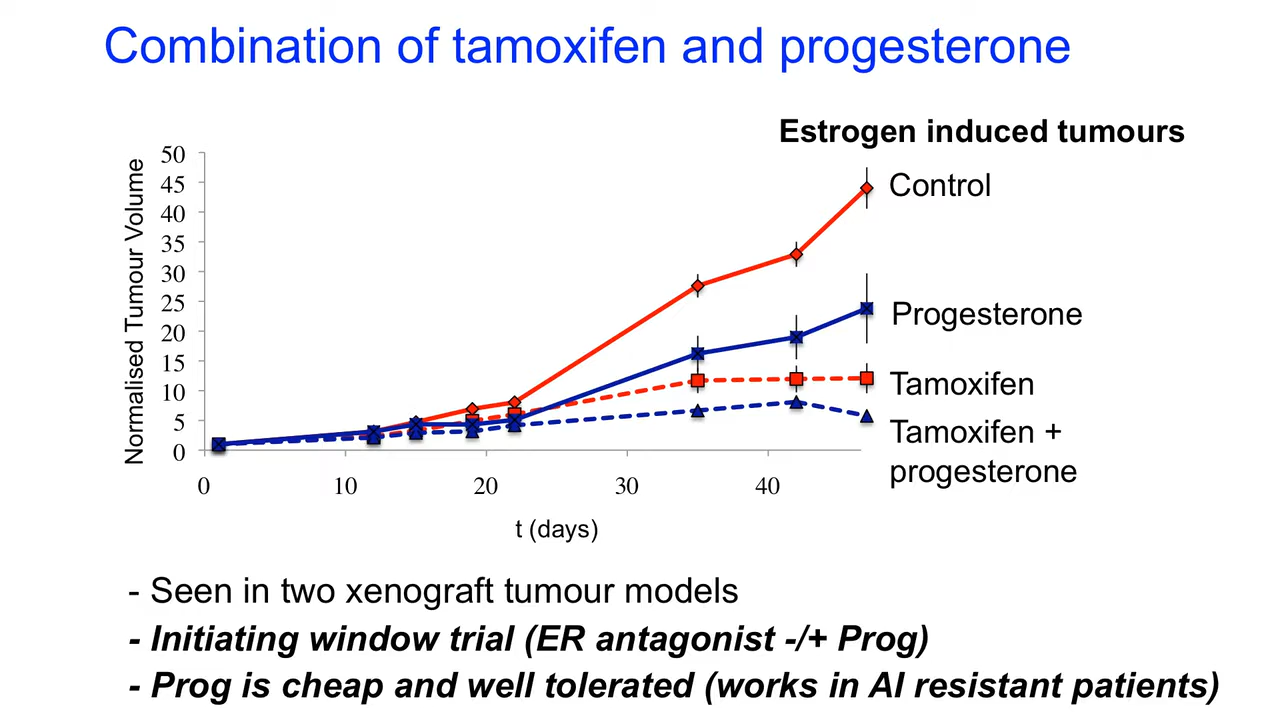 Combination of tamoxifen and progesterone
Estrogen induced tumours
Normalised Tumour Volume
50
45
40
35
30
25
20
15
10
5
0
Control
Progesterone
Tamoxifen
Tamoxifen +
progesterone
0 10 20 30 40
t (days)
- Seen in two xenograft tumour models
- Initiating window trial (ER antagonist -/+ Prog)
- Prog is cheap and well tolerated (works in AI resistant patients)